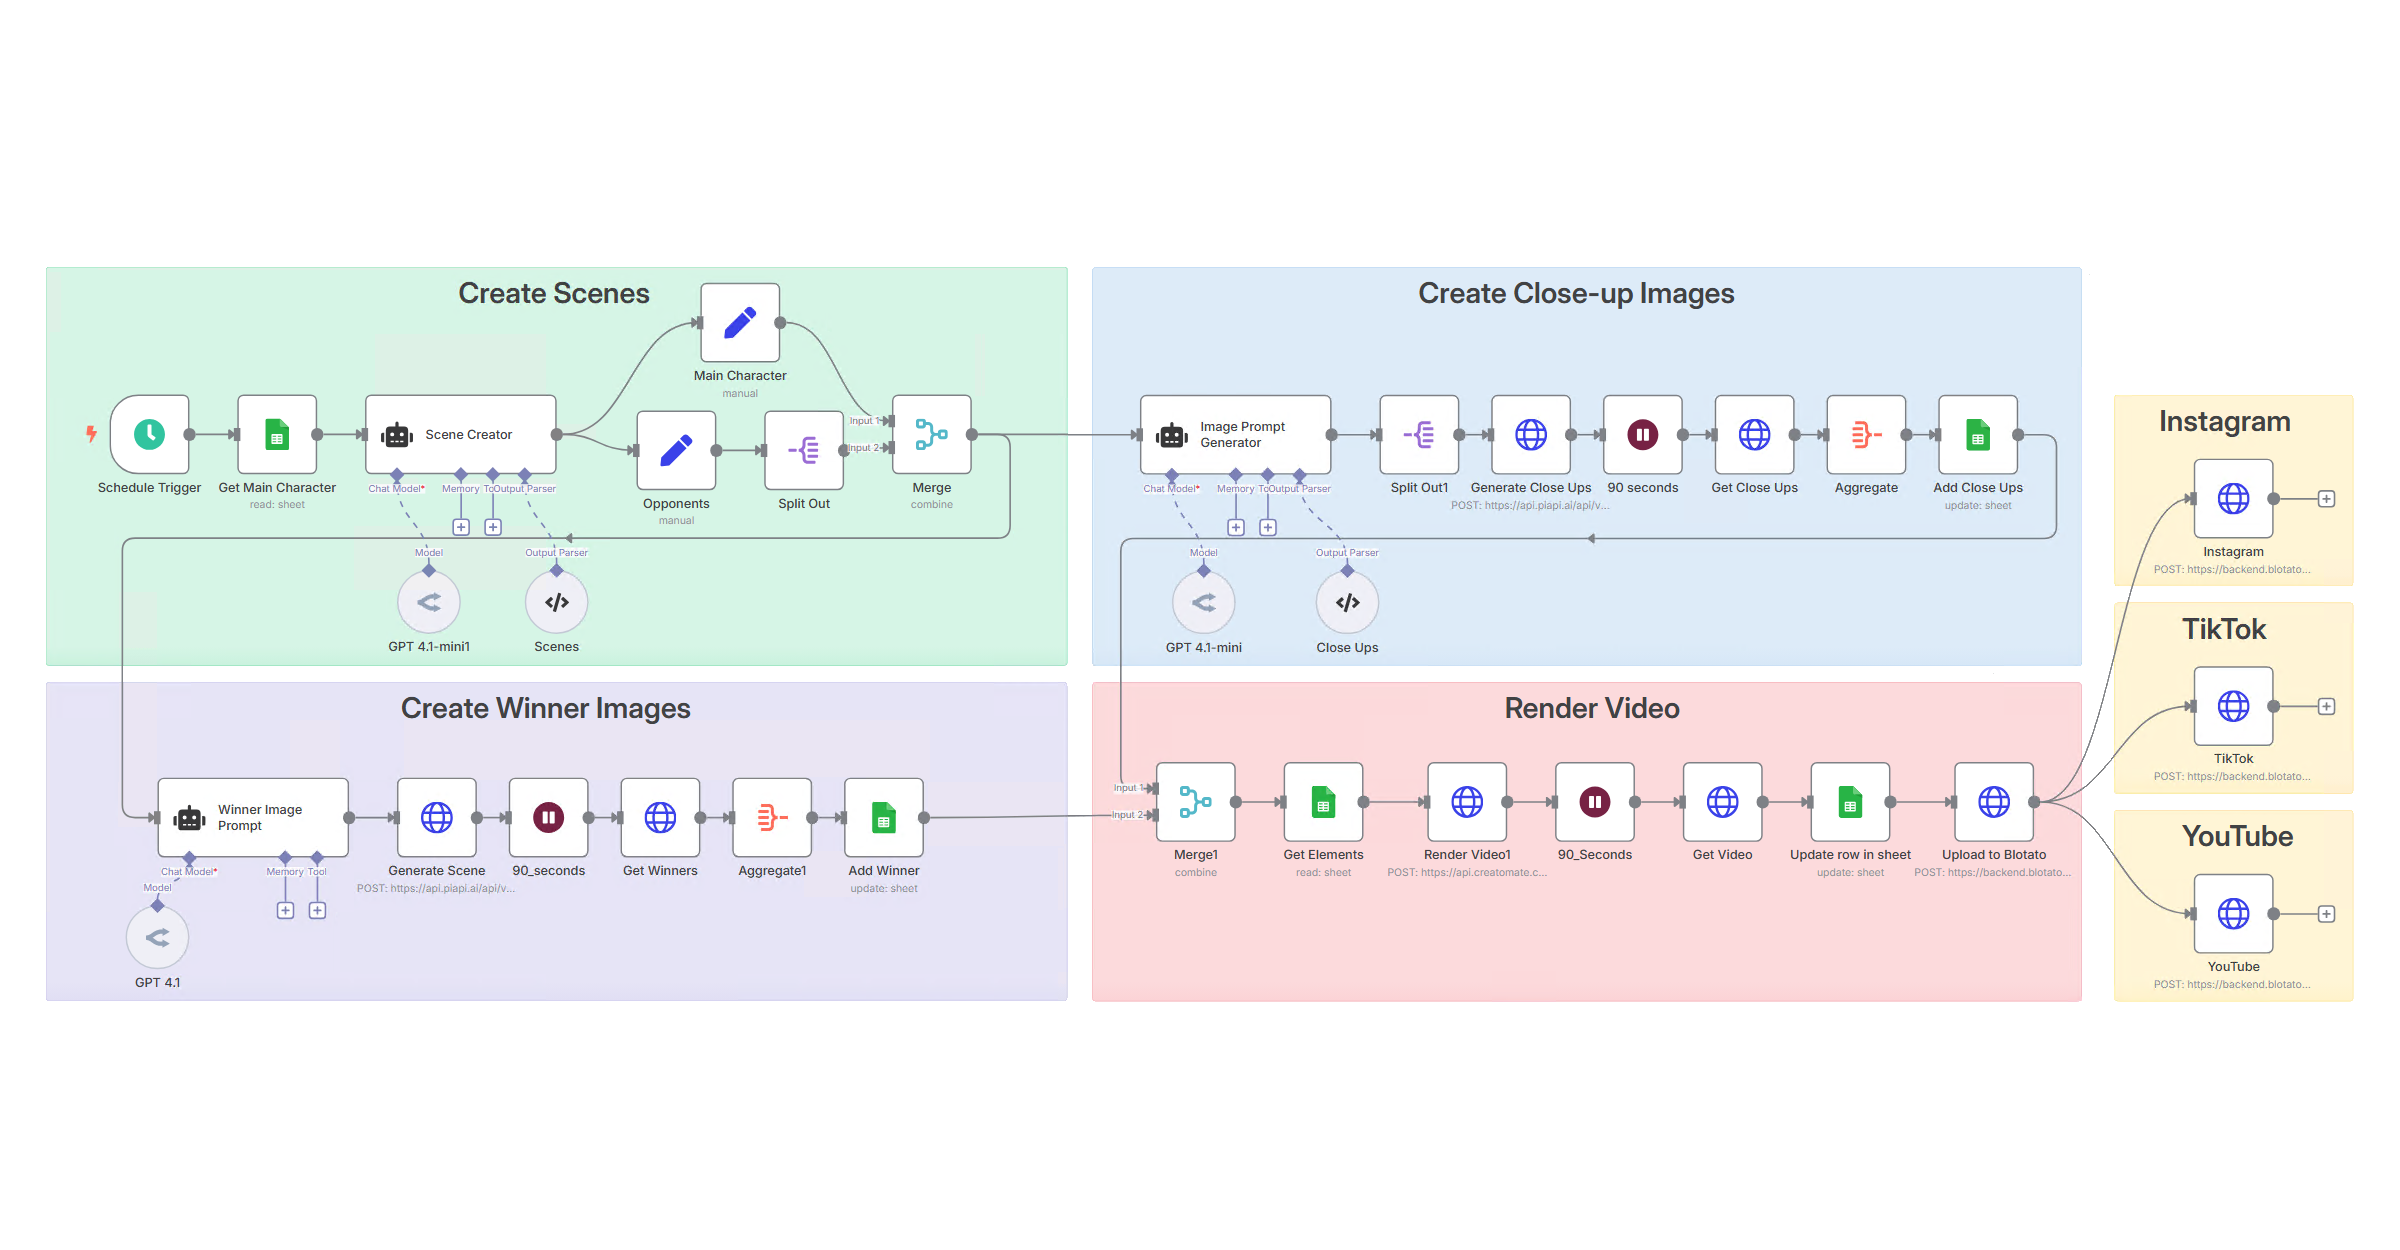 Create Scenes
Main Character
manual
Schedule Trigger
Get Main Character
read: sheet
Scene Creator
Chat Model*
Memory
To
Output Parser
Model
GPT 4.1-mini1
Output Parser
Scenes
Opponents
manual
Split Out
Input 1
Input 2
Merge
combine
Create Close-up Images
Image Prompt
Generator
Chat Model*
Memory
To
Output Parser
Model
GPT 4.1-mini
Output Parser
Close Ups
Split Out1
Generate Close Ups
POST: https://api.piapi.ai/api/v...
90 seconds
Get Close Ups
Aggregate
Add Close Ups
update: sheet
Create Winner Images
Winner Image
Prompt
Chat Model*
Memory
Tool
Model
GPT 4.1
Generate Scene
POST: https://api.piapi.ai/api/v...
90_seconds
Get Winners
Aggregate1
Add Winner
update: sheet
Render Video
Input 1
Input 2
Merge1
combine
Get Elements
read: sheet
Render Video1
POST: https://api.creatomate.c...
90_Seconds
Get Video
Update row in sheet
update: sheet
Upload to Blotato
POST: https://backend.blotato...
Instagram
Instagram
POST: https://backend.blotato...
TikTok
TikTok
POST: https://backend.blotato...
YouTube
YouTube
POST: https://backend.blotato...